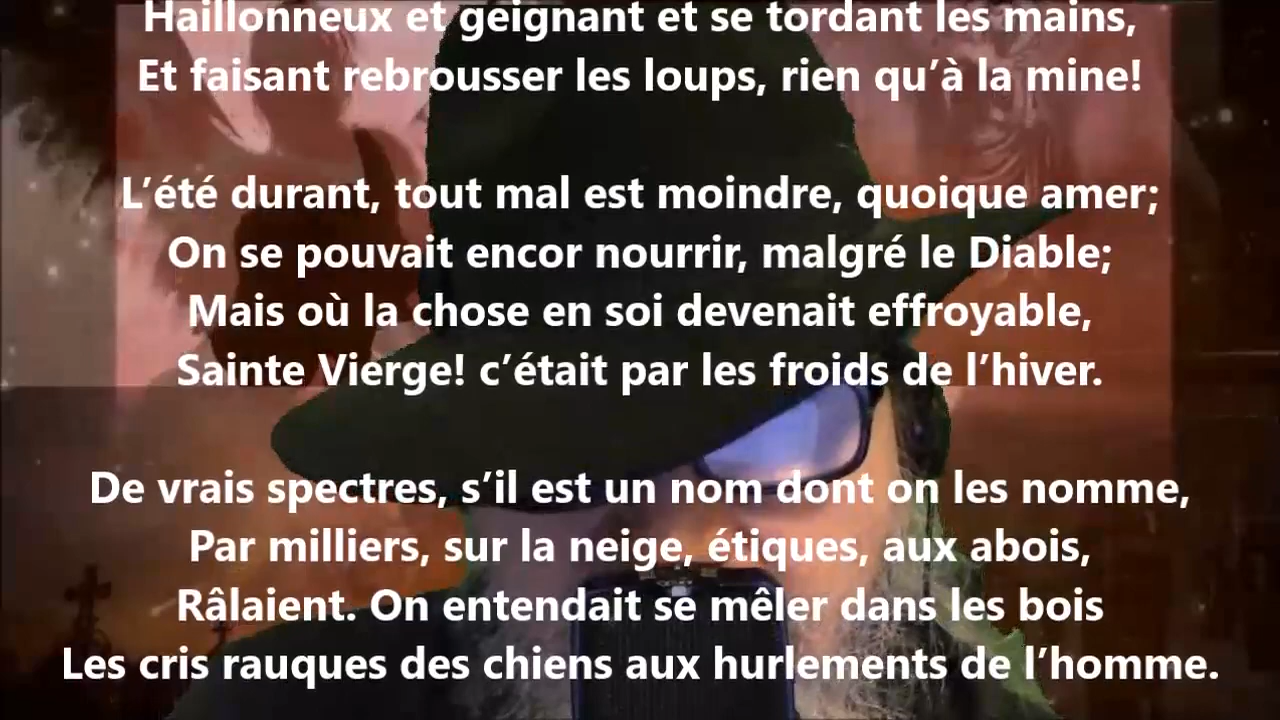 Haillonneux et geignant et se tordant les mains,
Et faisant rebrousser les loups, rien qu’à la mine!
L’été durant, tout mal est moindre, quoique amer;
On se pouvait encor nourrir, malgré le Diable;
Mais où la chose en soi devenait effroyable,
Sainte Vierge! c’était par les froids de l’hiver.
De vrais spectres, s’il est un nom dont on les nomme,
Par milliers, sur la neige, étiques, aux abois,
Râlaient. On entendait se mêler dans les bois
Les cris rauques des chiens aux hurlements de l’homme.